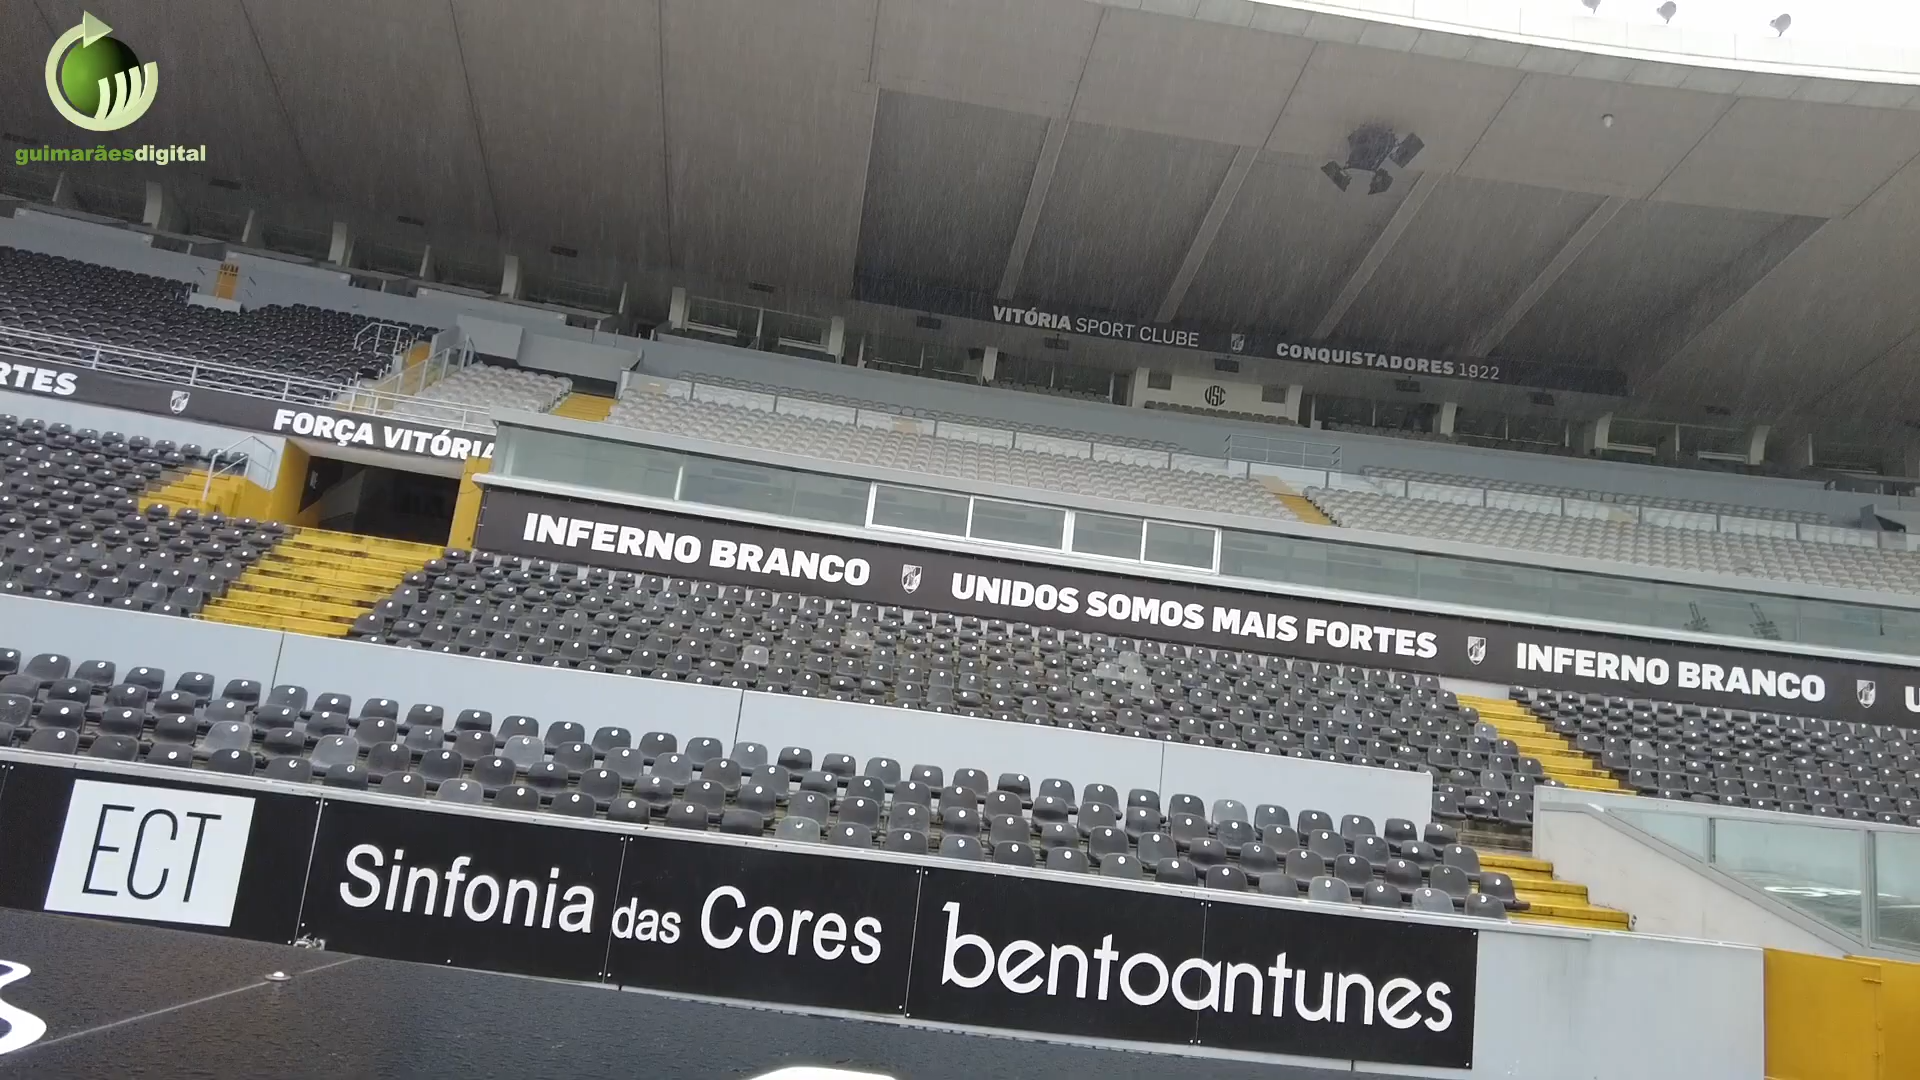 guimarãesdigital
VITÓRIA SPORT CLUBE
CONQUISTADORES 1922
VSC
RTES
FORÇA VITÓRIA
INFERNO BRANCO
UNIDOS SOMOS MAIS FORTES
INFERNO BRANCO
U
ECT
Sinfonia das Cores
bentoantunes